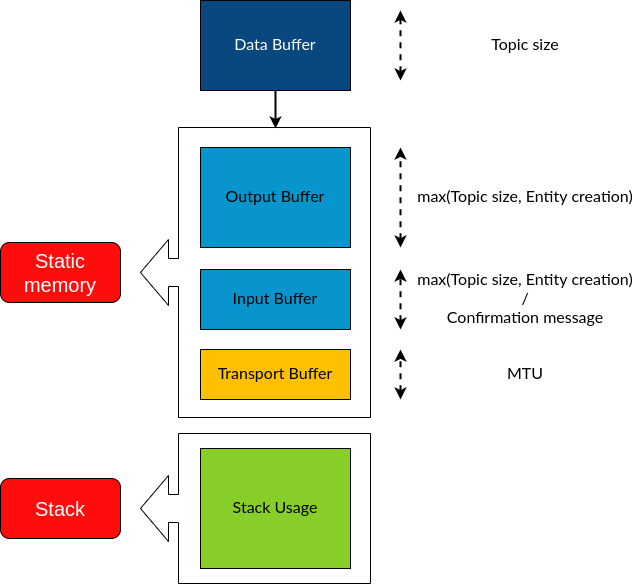 Data Buffer
Topic size
Output Buffer
max(Topic size, Entity creation)
Static
memory
Input Buffer
max(Topic size, Entity creation)
/
Confirmation message
Transport Buffer
MTU
Stack
Stack Usage